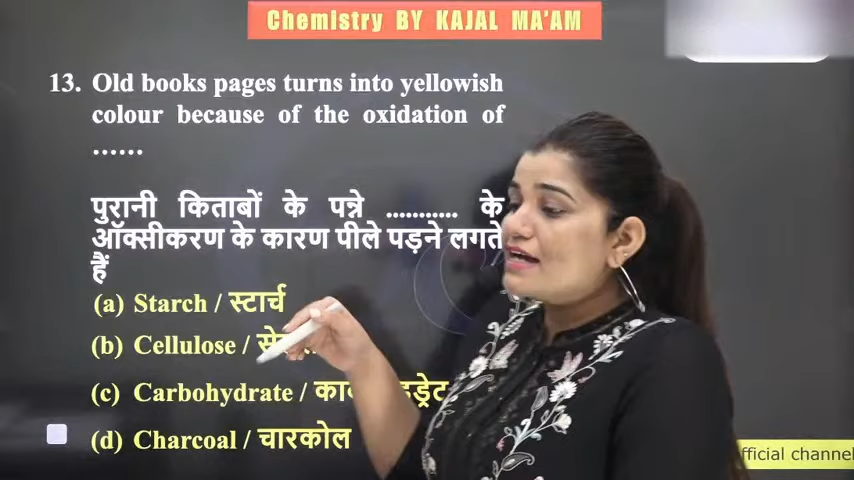 Chemistry BY KAJAL MA'AM
13. Old books pages turns into yellowish
colour because of the oxidation of
......
पुरानी किताबों के पन्ने ........... के
ऑक्सीकरण के कारण पीले पड़ने लगते
हैं
(a) Starch / स्टार्च
(b) Cellulose /
(c) Carbohydrate /
(d) Charcoal / चारकोल
channel